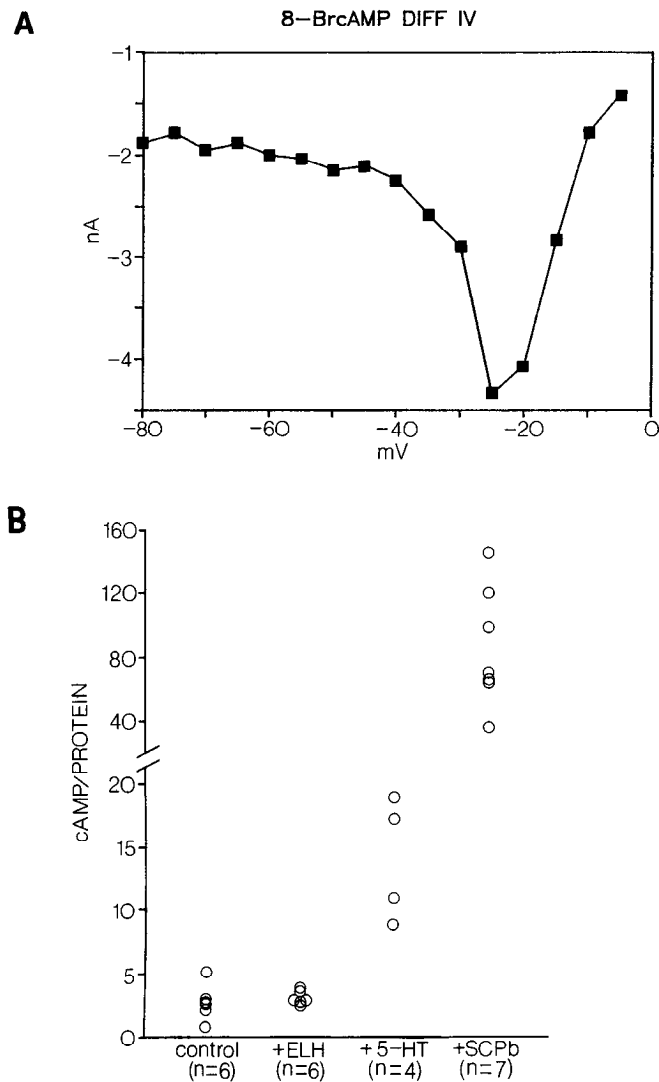 A
8-BrcAMP DIFF IV
-1
-2
-3
-4
nA
-80
-60
-40
-20
0
mV
B
160
120
80
40
20
15
10
5
0
cAMP/PROTEIN
control
(n=6)
+ELH
(n=6)
+5-HT
(n=4)
+SCPb
(n=7)